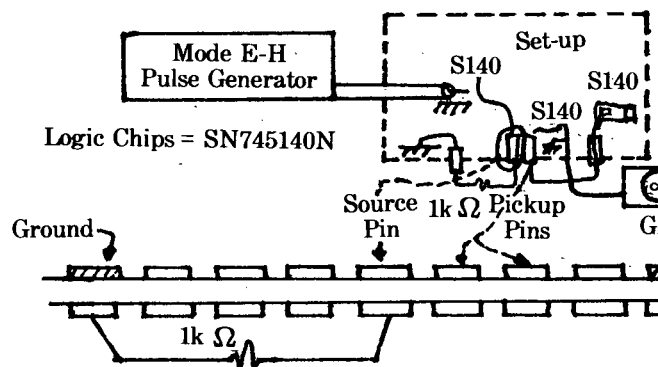 Mode E-H
Pulse Generator
Set-up
S140
S140
S140
Logic Chips = SN745140N
Source
Pin
1k Ω
Pickup
Pins
Ground
G
1k Ω